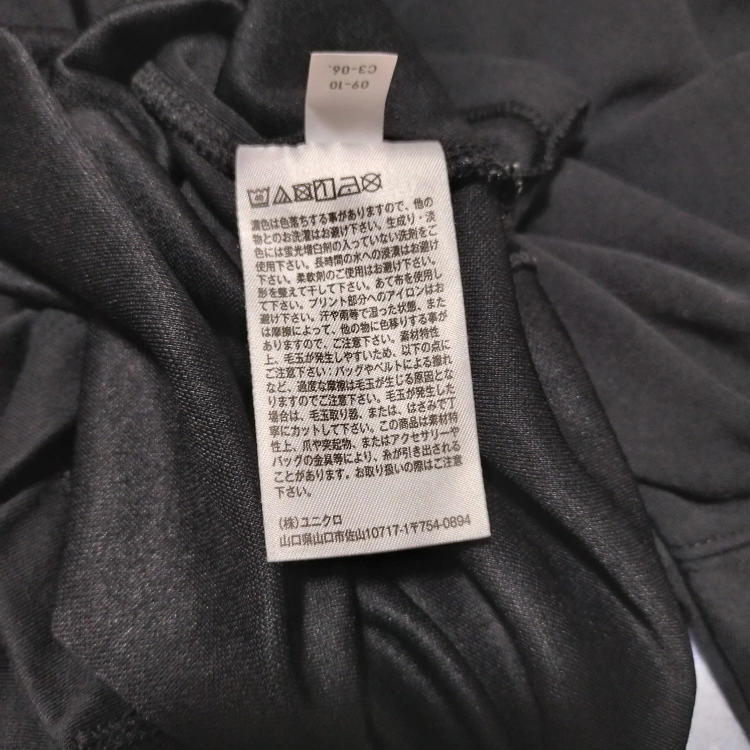 09-10
C3-06.
40
濃色は色落ちする事がありますので、他の
物とのお洗濯はお避け下さい。生成り・淡
色には蛍光増白剤の入っていない洗剤をご
使用下さい。長時間の水への浸漬はお避け
下さい。柔軟剤のご使用はお避け下さい。
形を整えて干して下さい。あて布を使用し
て下さい。プリント部分へのアイロンはお
避け下さい。汗や雨等で湿った状態、また
は摩擦によって、他の物に色移りする事が
ありますので、ご注意下さい。素材特性
上、毛玉が発生しやすいため、以下の点に
ご注意下さい：バッグやベルトによる擦れ
など、過度な摩擦は毛玉が生じる原因とな
りますのでご注意下さい。毛玉が発生した
場合は、毛玉取り器、または、はさみで丁
寧にカットして下さい。この商品は素材特
性上、爪や突起物、またはアクセサリーや
バッグの金具等により、糸が引き出される
ことがあります。お取り扱いの際はご注意
下さい。
(株)ユニクロ
山口県山口市佐山10717-1〒754-0894